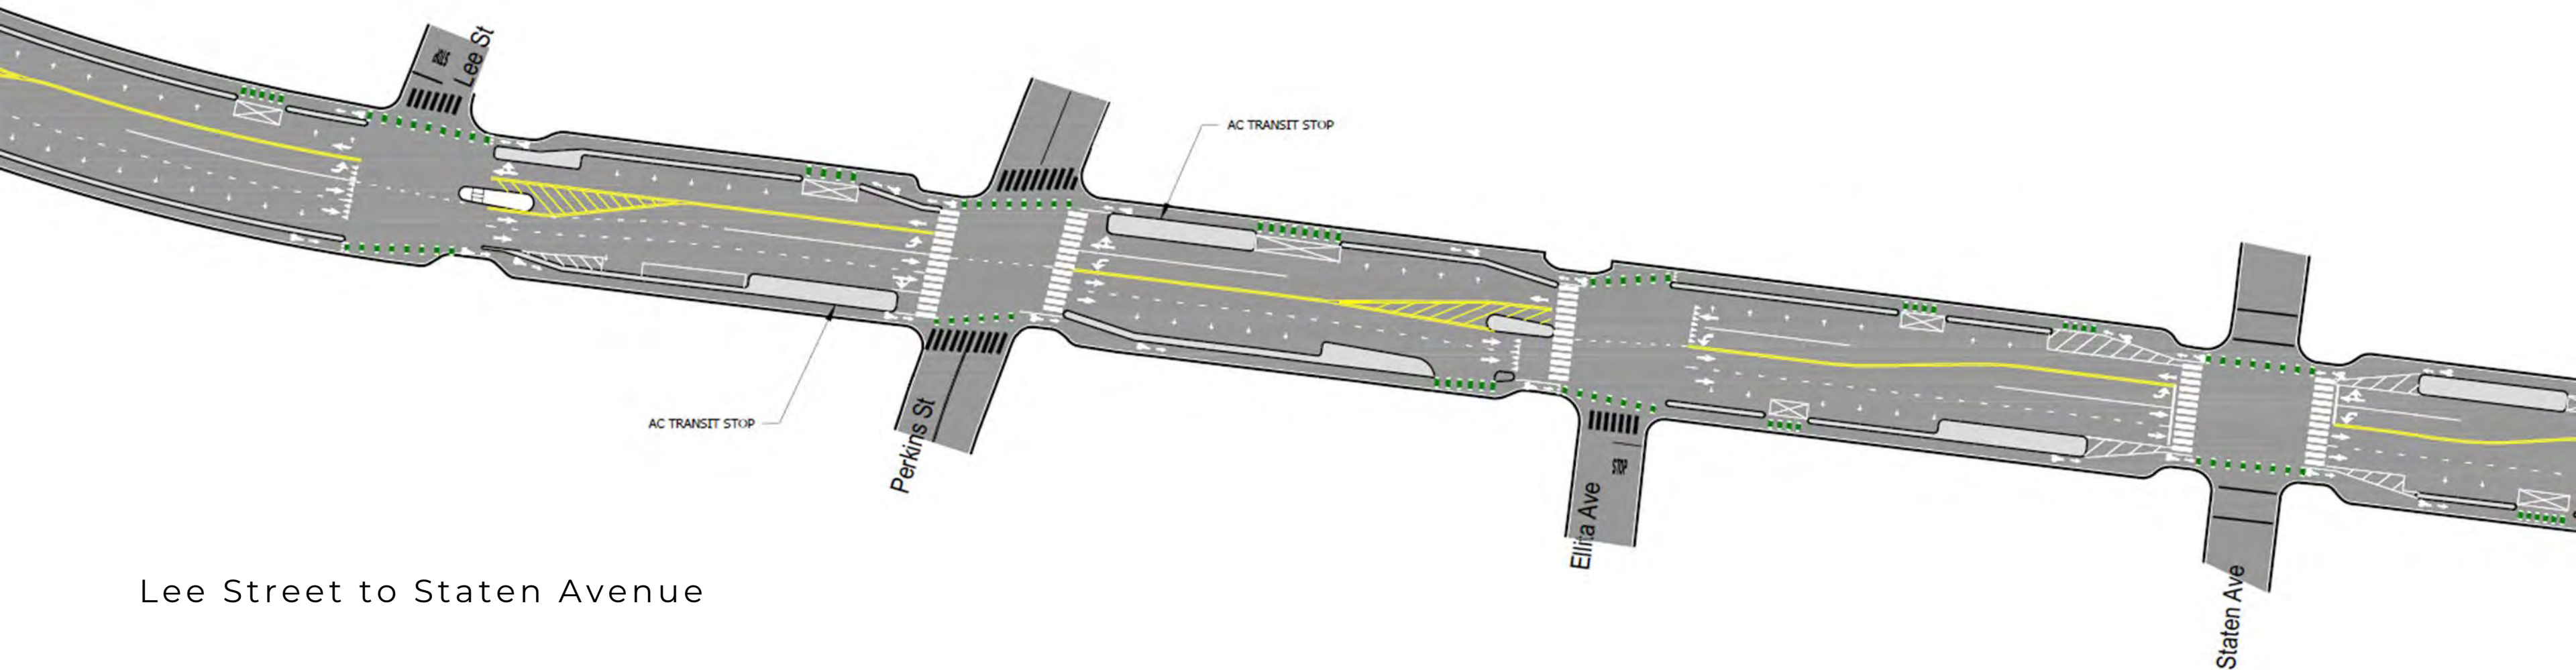 Lee St
AC TRANSIT STOP
AC TRANSIT STOP
Perkins St
STOP
Ellita Ave
Staten Ave
Lee Street to Staten Avenue